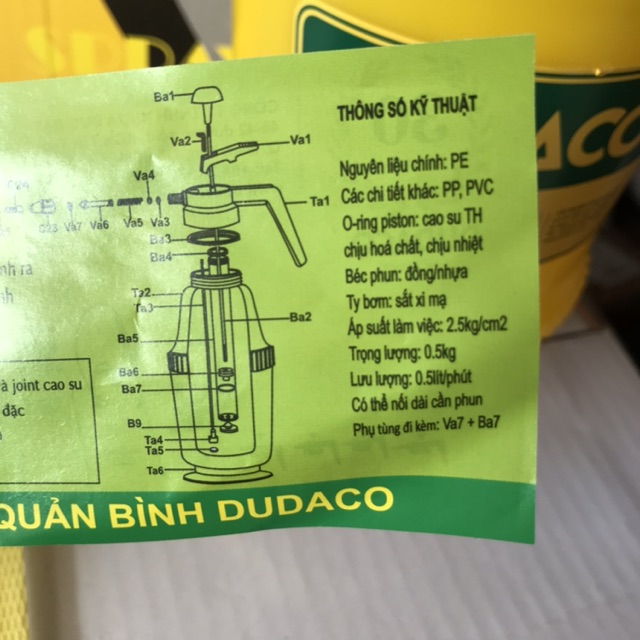 SPRAY
ACO
THÔNG SỐ KỸ THUẬT
Nguyên liệu chính: PE
Các chi tiết khác: PP, PVC
O-ring piston: cao su TH
chịu hoá chất, chịu nhiệt
Béc phun: đồng/nhựa
Ty bơm: sắt xi mạ
Áp suất làm việc: 2.5kg/cm2
Trọng lượng: 0.5kg
Lưu lượng: 0.5lít/phút
Có thể nối dài cần phun
Phụ tùng đi kèm: Va7 + Ba7
Ba1
Va2
Va1
Va4
Va7
Va6
Va5
Va3
Ta1
Ba3
Ba4
Ta2
Ta3
Ba2
Ba5
Ba6
Ba7
B9
Ta4
Ta5
Ta6
joint cao su
đặc
QUẢN BÌNH DUDACO